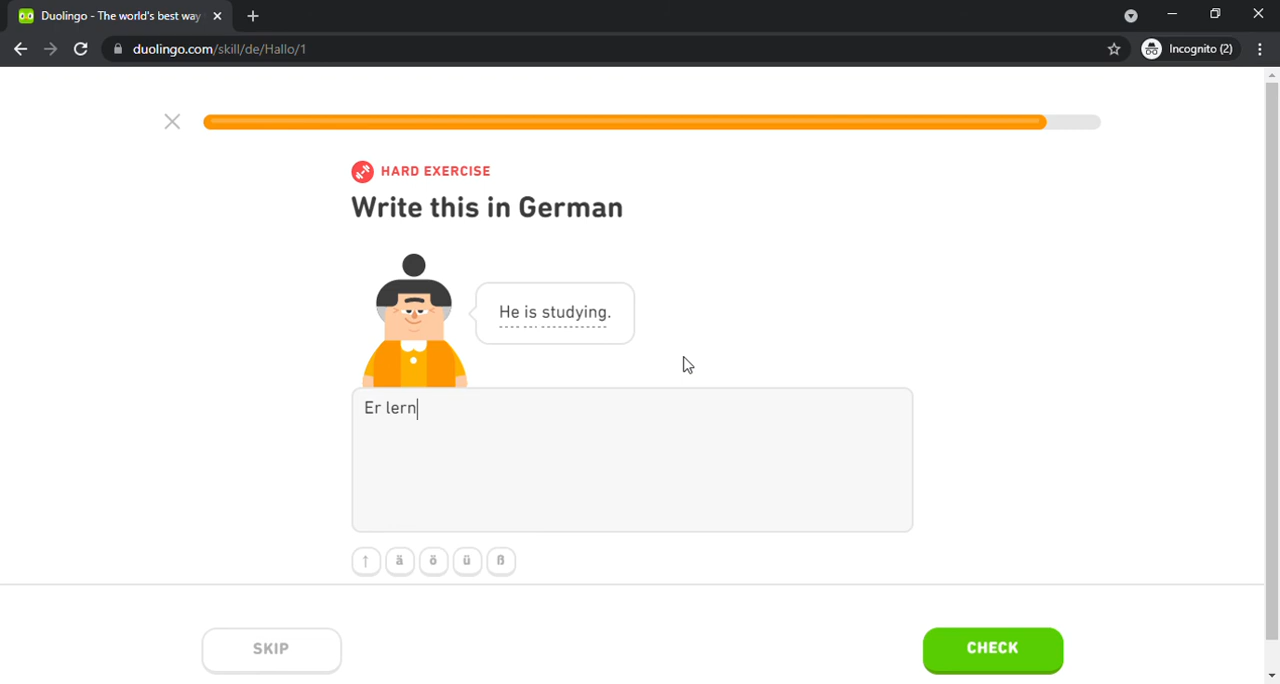 Duolingo - The world's best way
duolingo.com/skill/de/Hallo/1
Incognito (2)
HARD EXERCISE
Write this in German
He is studying.
Er lern
↑ ä ö ü ß
SKIP
CHECK